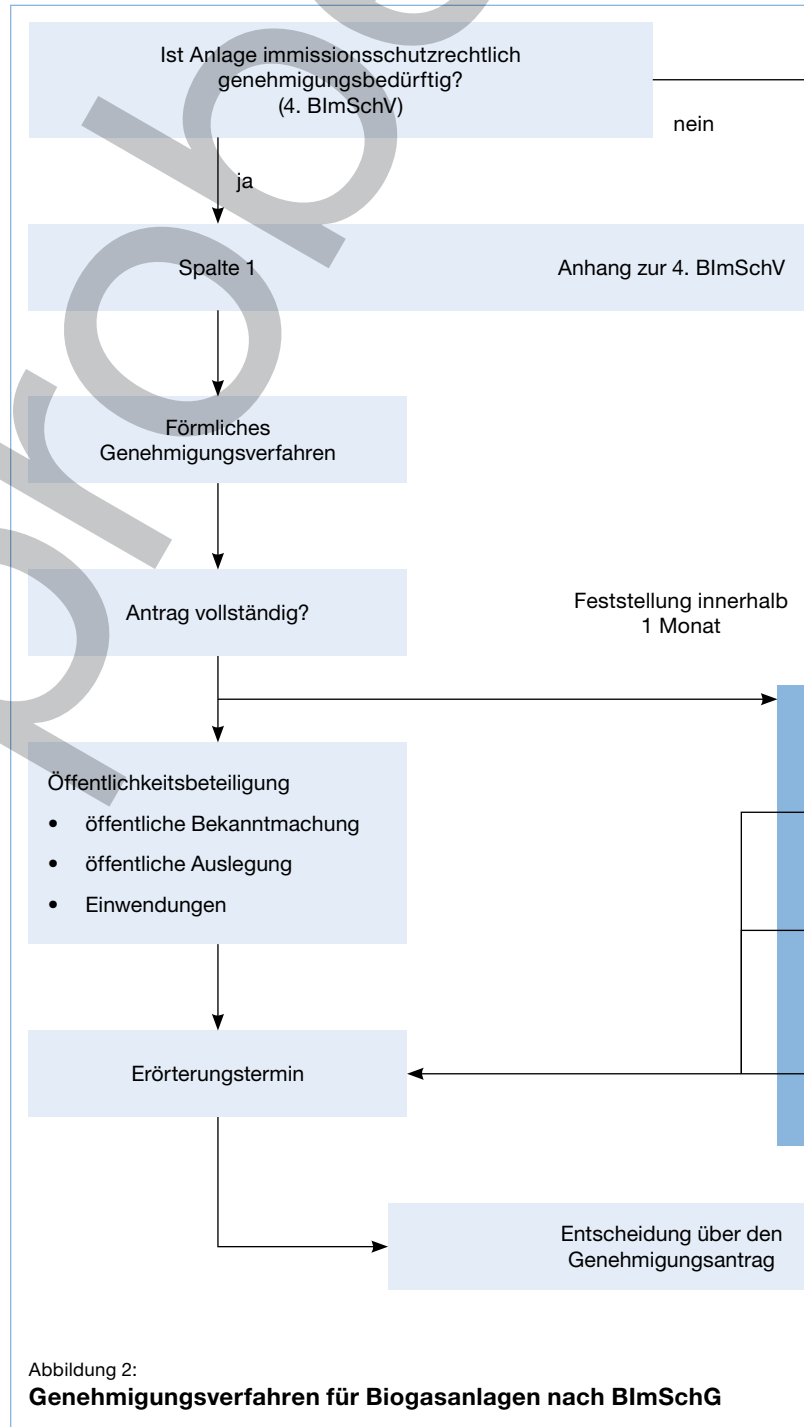 Ist Anlage immissionsschutzrechtlich
genehmigungsbedürftig?
(4. BImSchV)
nein
ja
Spalte 1
Anhang zur 4. BImSchV
Förmliches
Genehmigungsverfahren
Antrag vollständig?
Feststellung innerhalb
1 Monat
Öffentlichkeitsbeteiligung
• öffentliche Bekanntmachung
• öffentliche Auslegung
• Einwendungen
Erörterungstermin
Entscheidung über den
Genehmigungsantrag
Abbildung 2:
Genehmigungsverfahren für Biogasanlagen nach BImSchG